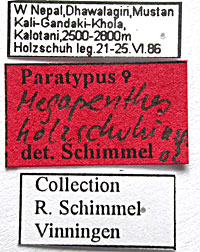 W Nepal,Dhawalagiri,Mustan
Kali-Gandaki-Khola,
Kalotani,2500-2800m
Holzschuh leg.21-25.VI.86
Paratypus ♀
Megapenthes
holzschuhi
det. Schimmel 02
Collection
R. Schimmel
Vinningen